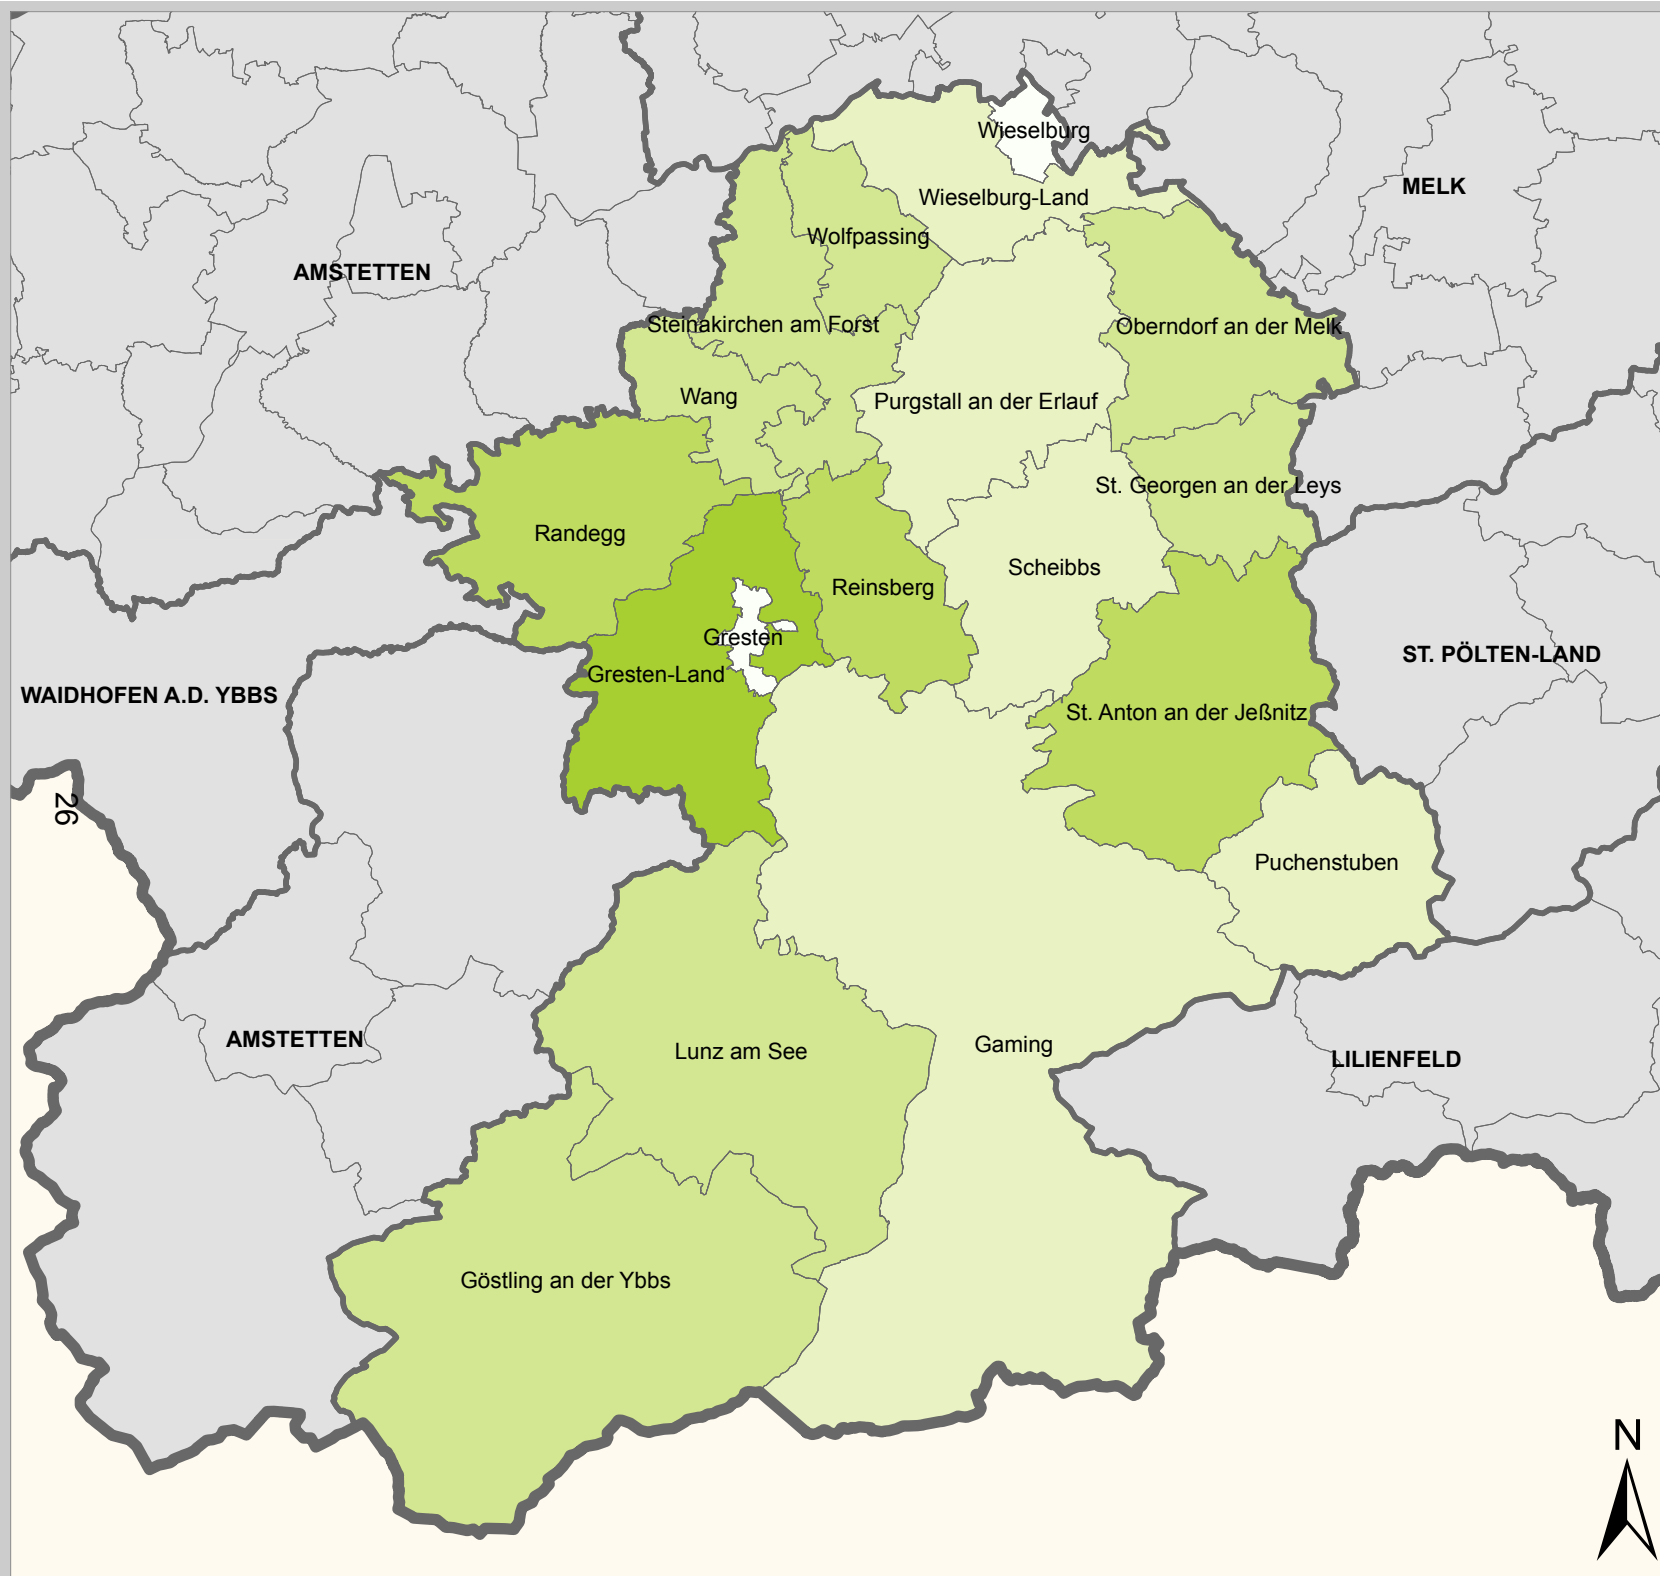 Wieselburg
MELK
Wieselburg-Land
Wolfpassing
AMSTETTEN
Steinakirchen am Forst
Oberndorf an der Melk
Wang
Purgstall an der Erlauf
St. Georgen an der Leys
Randegg
Scheibbs
Reinsberg
Gresten
ST. PÖLTEN-LAND
Gresten-Land
WAIDHOFEN A.D. YBBS
St. Anton an der Jeßnitz
26
Puchenstuben
AMSTETTEN
Lunz am See
Gaming
LILIENFELD
Göstling an der Ybbs
N